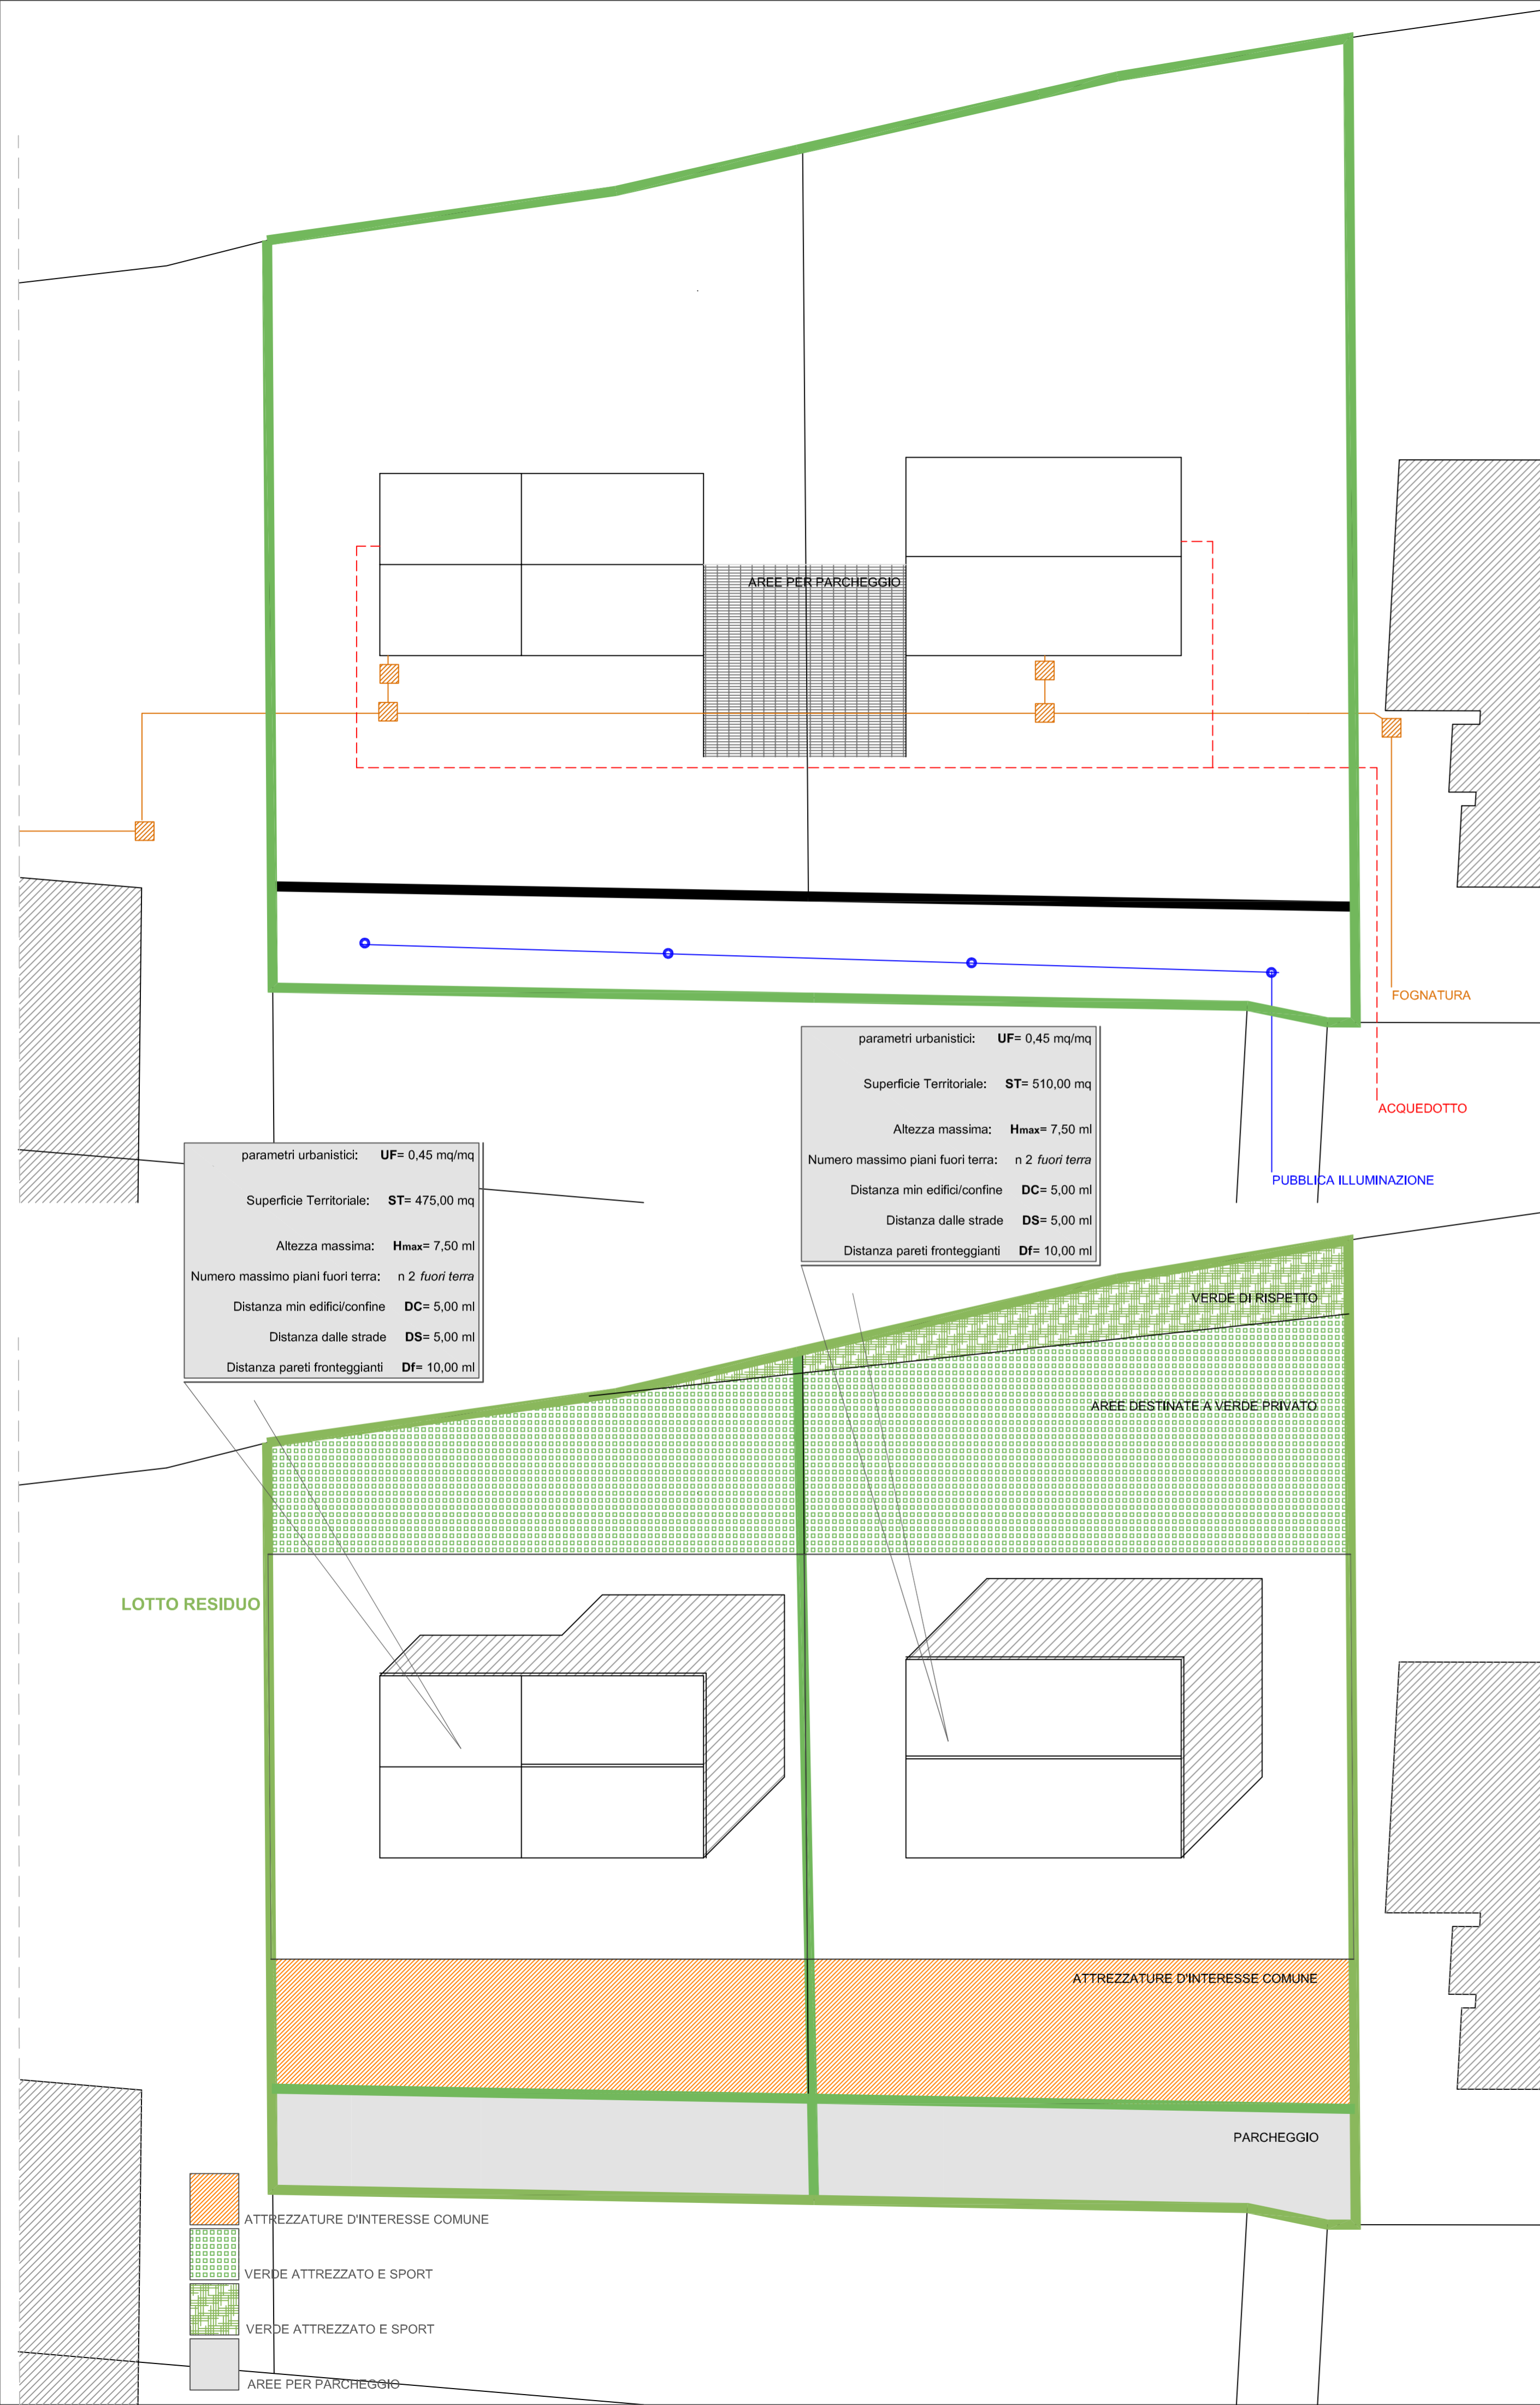 AREE PER PARCHEGGIO
FOGNATURA
ACQUEDOTTO
PUBBLICA ILLUMINAZIONE
parametri urbanistici: UF= 0,45 mq/mq
Superficie Territoriale: ST= 510,00 mq
Altezza massima: Hmax= 7,50 ml
Numero massimo piani fuori terra: n 2 fuori terra
Distanza min edifici/confine DC= 5,00 ml
Distanza dalle strade DS= 5,00 ml
Distanza pareti fronteggianti Df= 10,00 ml
parametri urbanistici: UF= 0,45 mq/mq
Superficie Territoriale: ST= 475,00 mq
Altezza massima: Hmax= 7,50 ml
Numero massimo piani fuori terra: n 2 fuori terra
Distanza min edifici/confine DC= 5,00 ml
Distanza dalle strade DS= 5,00 ml
Distanza pareti fronteggianti Df= 10,00 ml
VERDE DI RISPETTO
AREE DESTINATE A VERDE PRIVATO
LOTTO RESIDUO
ATTREZZATURE D'INTERESSE COMUNE
PARCHEGGIO
ATTREZZATURE D'INTERESSE COMUNE
VERDE ATTREZZATO E SPORT
VERDE ATTREZZATO E SPORT
AREE PER PARCHEGGIO